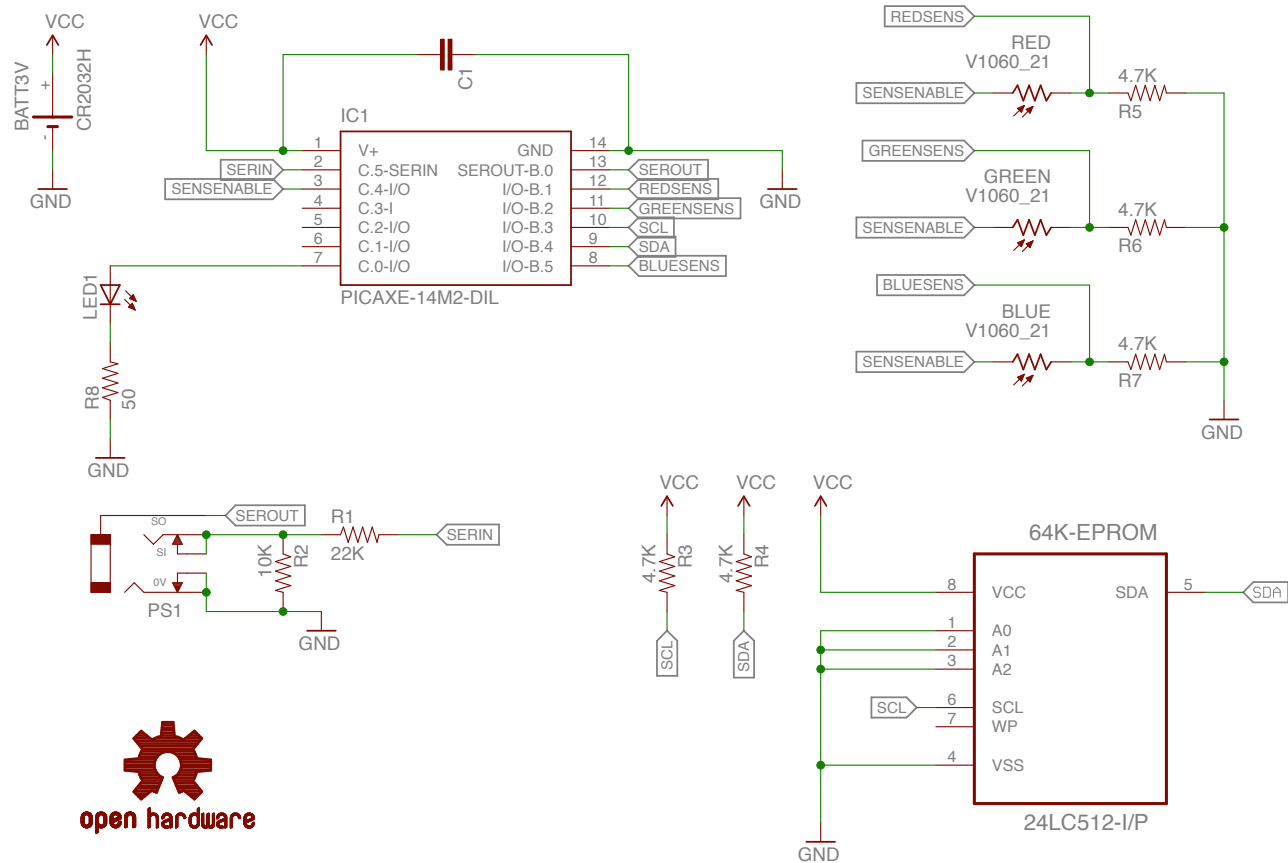 VCC
BATT3V
+
-
CR2032H
GND
VCC
C1
IC1
1 V+
2 C.5-SERIN
3 C.4-I/O
4 C.3-I
5 C.2-I/O
6 C.1-I/O
7 C.0-I/O
GND 14
SEROUT-B.0 13
I/O-B.1 12
I/O-B.2 11
I/O-B.3 10
I/O-B.4 9
I/O-B.5 8
SERIN
SENSENABLE
SEROUT
REDSENS
GREENSENS
SCL
SDA
BLUESENS
GND
PICAXE-14M2-DIL
LED1
R8
50
GND
REDSENS
RED
V1060_21
SENSENABLE
4.7K
R5
GREENSENS
GREEN
V1060_21
SENSENABLE
4.7K
R6
BLUESENS
BLUE
V1060_21
SENSENABLE
4.7K
R7
GND
SO
SI
0V
PS1
SEROUT
10K
R2
R1
22K
SERIN
GND
VCC
4.7K
R3
SCL
VCC
4.7K
R4
SDA
VCC
64K-EPROM
8 VCC
1 A0
2 A1
3 A2
6 SCL
7 WP
4 VSS
SDA 5
SDA
SCL
24LC512-I/P
GND
open hardware